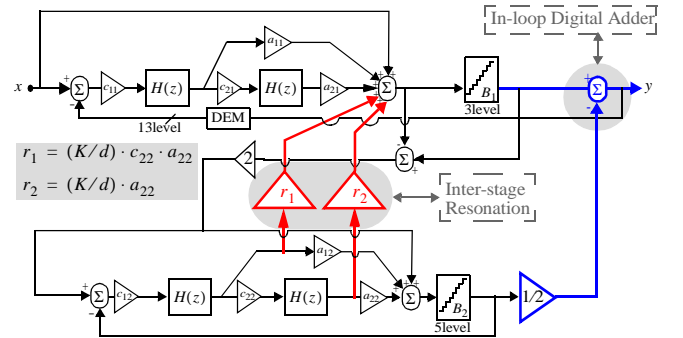 In-loop Digital Adder
x
+
-
Σ
c11
H(z)
c21
H(z)
a11
a21
+
+
+
+
+
Σ
B1
3level
+
Σ
-
y
13level
DEM
r1 = (K/d) · c22 · a22
r2 = (K/d) · a22
2
-
Σ
+
r1
r2
Inter-stage
Resonation
+
−
Σ
c12
H(z)
c22
H(z)
a12
a22
+
+
+
Σ
B2
5level
1/2